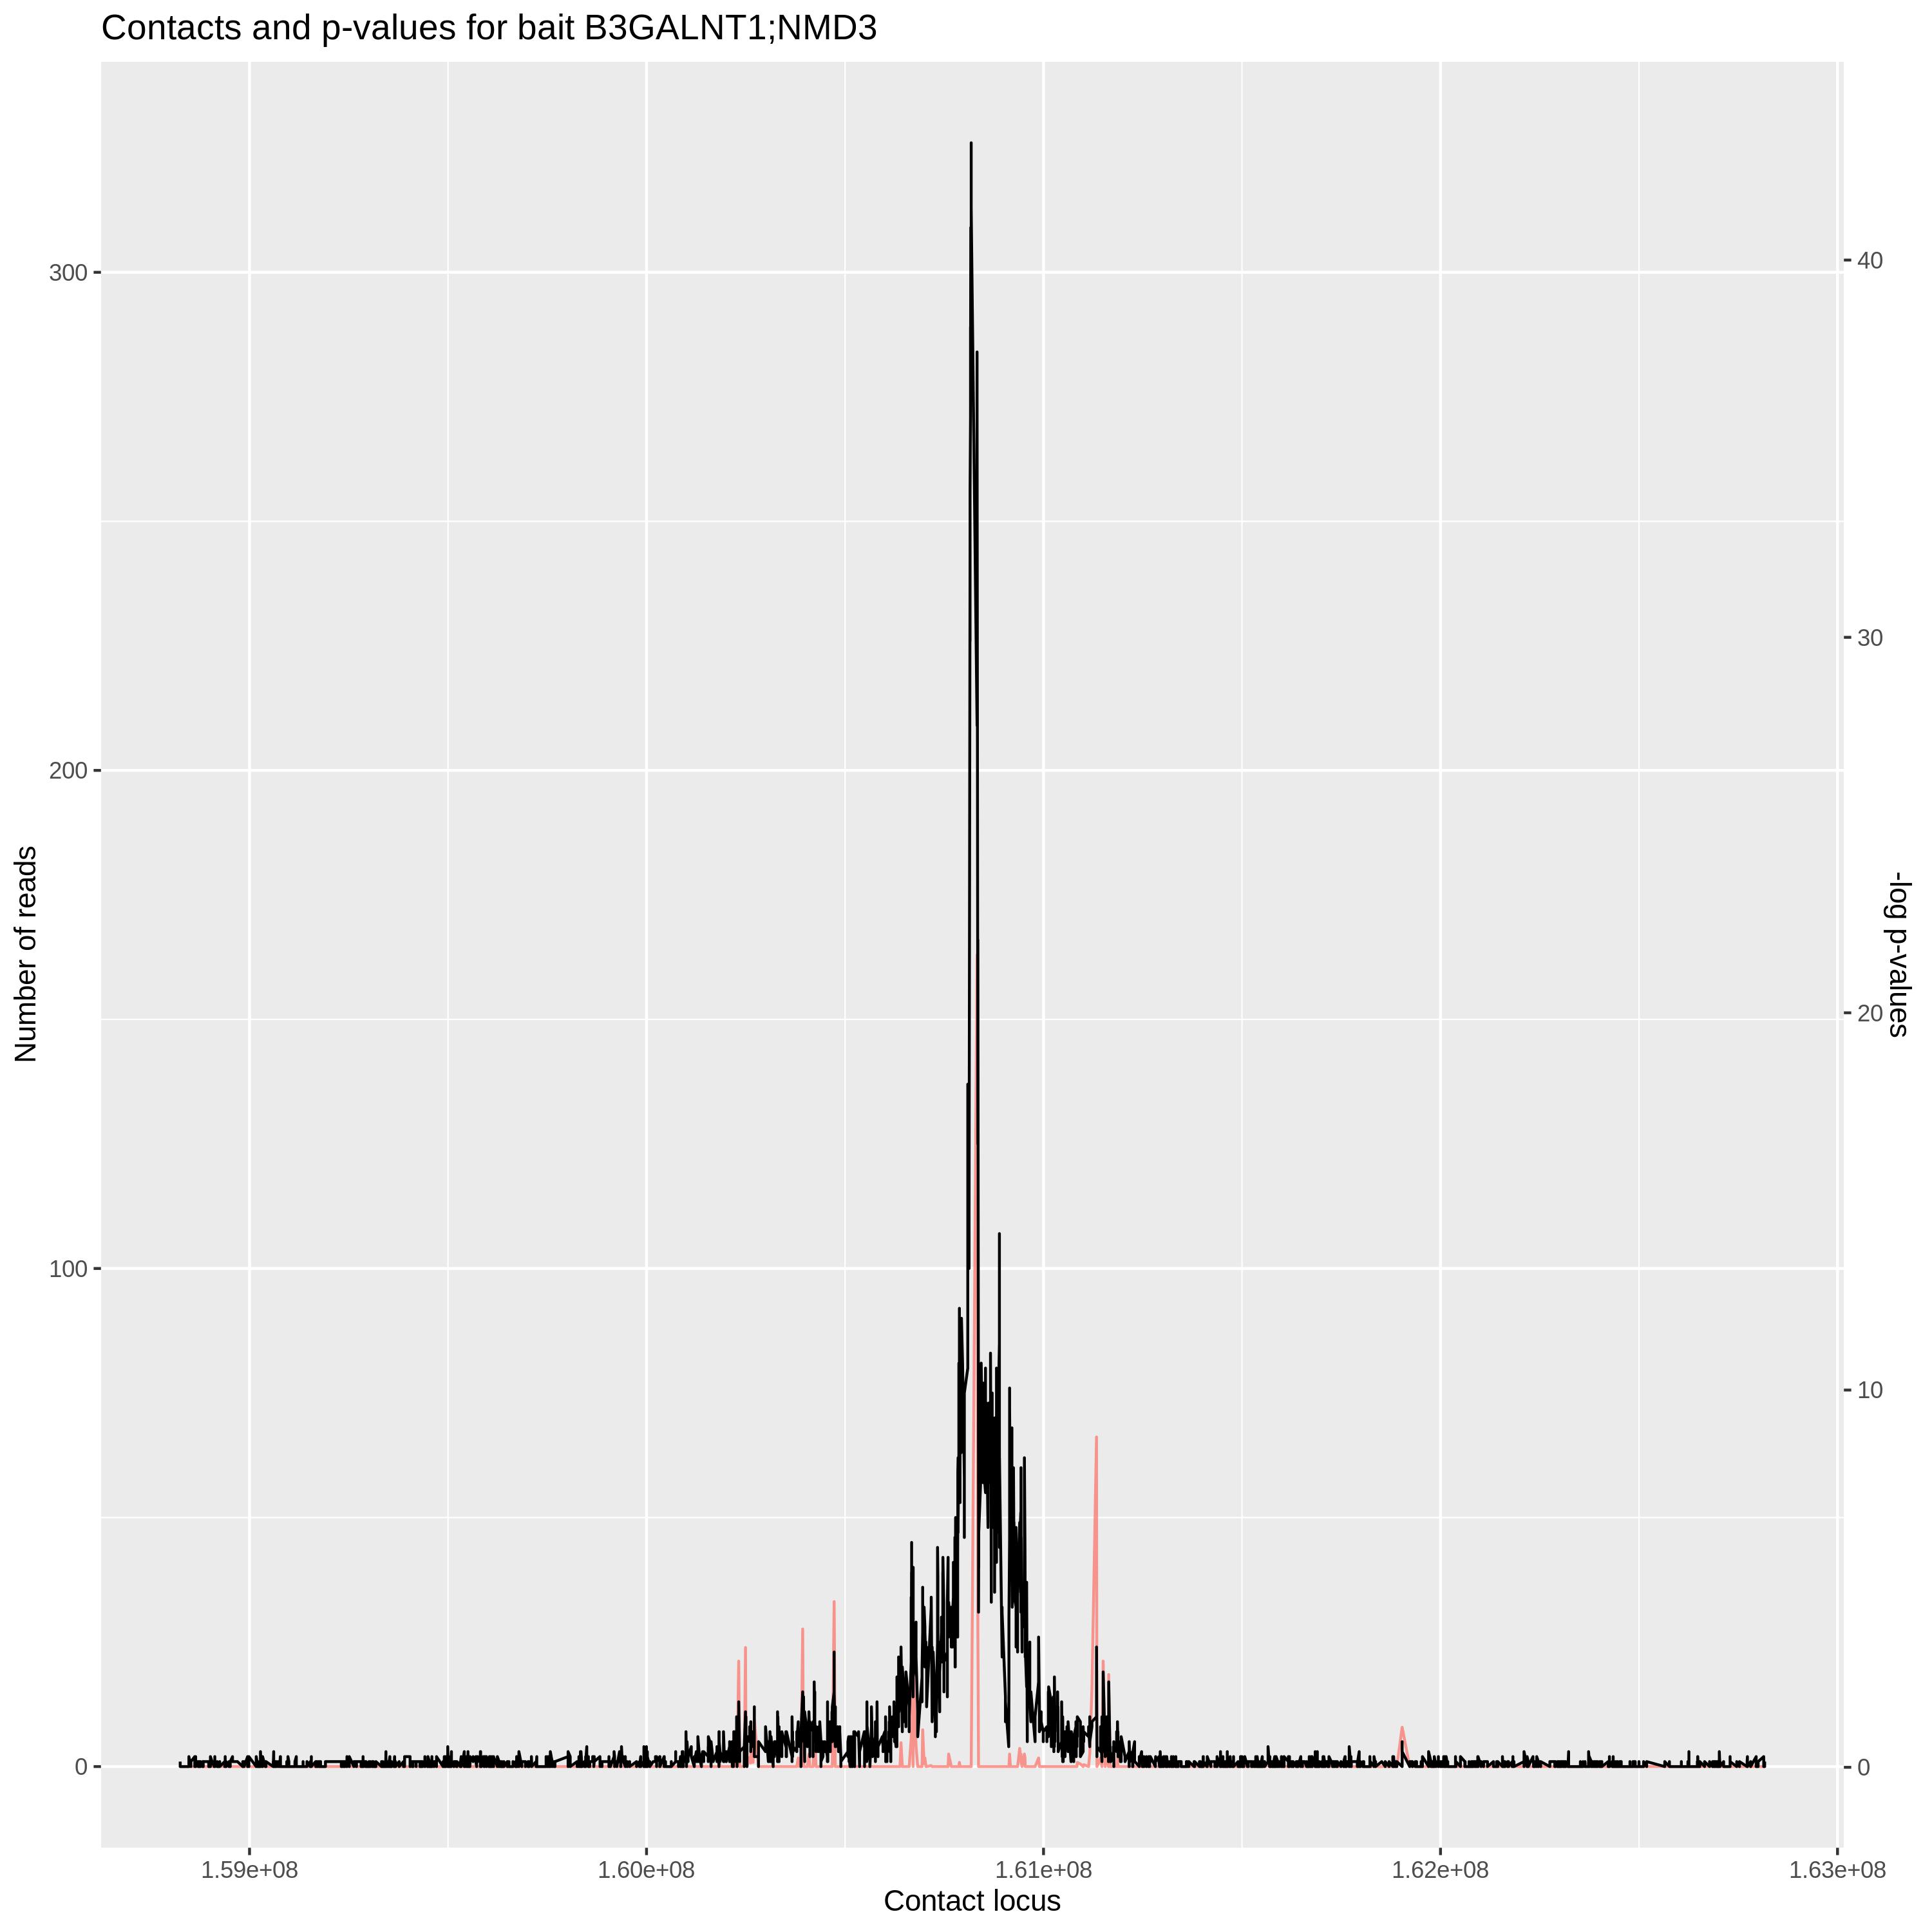 Contacts and p-values for bait B3GALNT1;NMD3
300
200
100
0
Number of reads
40
30
20
10
0
-log p-values
1.59e+08
1.60e+08
1.61e+08
1.62e+08
1.63e+08
Contact locus